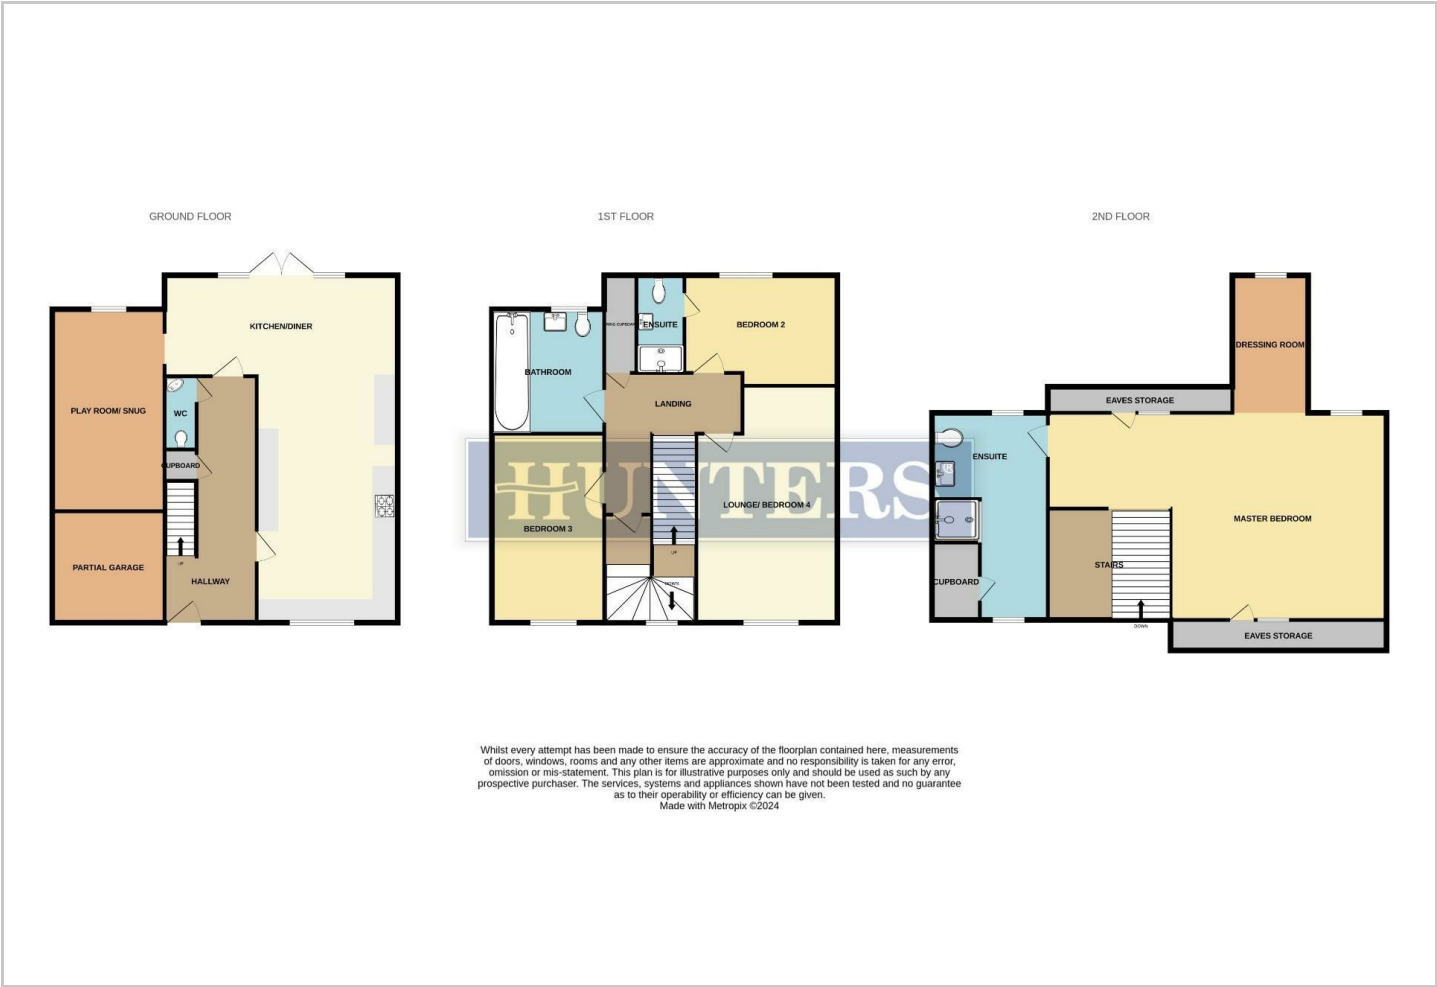 GROUND FLOOR
1ST FLOOR
2ND FLOOR
KITCHEN/DINER
PLAY ROOM/ SNUG
WC
CUPBOARD
UP
PARTIAL GARAGE
HALLWAY
ENSUITE
BEDROOM 2
BATHROOM
LANDING
HUNTERS
LOUNGE/ BEDROOM 4
BEDROOM 3
UP
DOWN
DRESSING ROOM
EAVES STORAGE
ENSUITE
MASTER BEDROOM
STAIRS
CUPBOARD
DOWN
EAVES STORAGE
Whilst every attempt has been made to ensure the accuracy of the floorplan contained here, measurements
of doors, windows, rooms and any other items are approximate and no responsibility is taken for any error,
omission or mis-statement. This plan is for illustrative purposes only and should be used as such by any
prospective purchaser. The services, systems and appliances shown have not been tested and no guarantee
as to their operability or efficiency can be given.
Made with Metropix ©2024